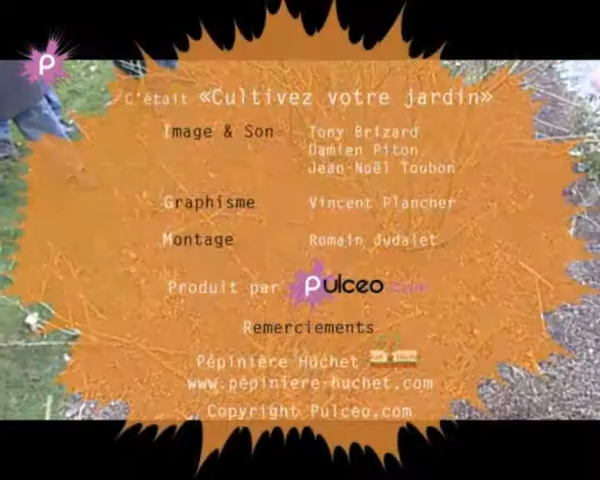 P
C'était «Cultivez votre jardin»
Image & Son Tony Brizard
Damien Piton
Jean-Noël Toubon
Graphisme Vincent Plancher
Montage Romain Judalet
Produit par Pulceo .com
Remerciements
Pépinière Huchet
www.pepiniere-huchet.com
Copyright Pulceo.com